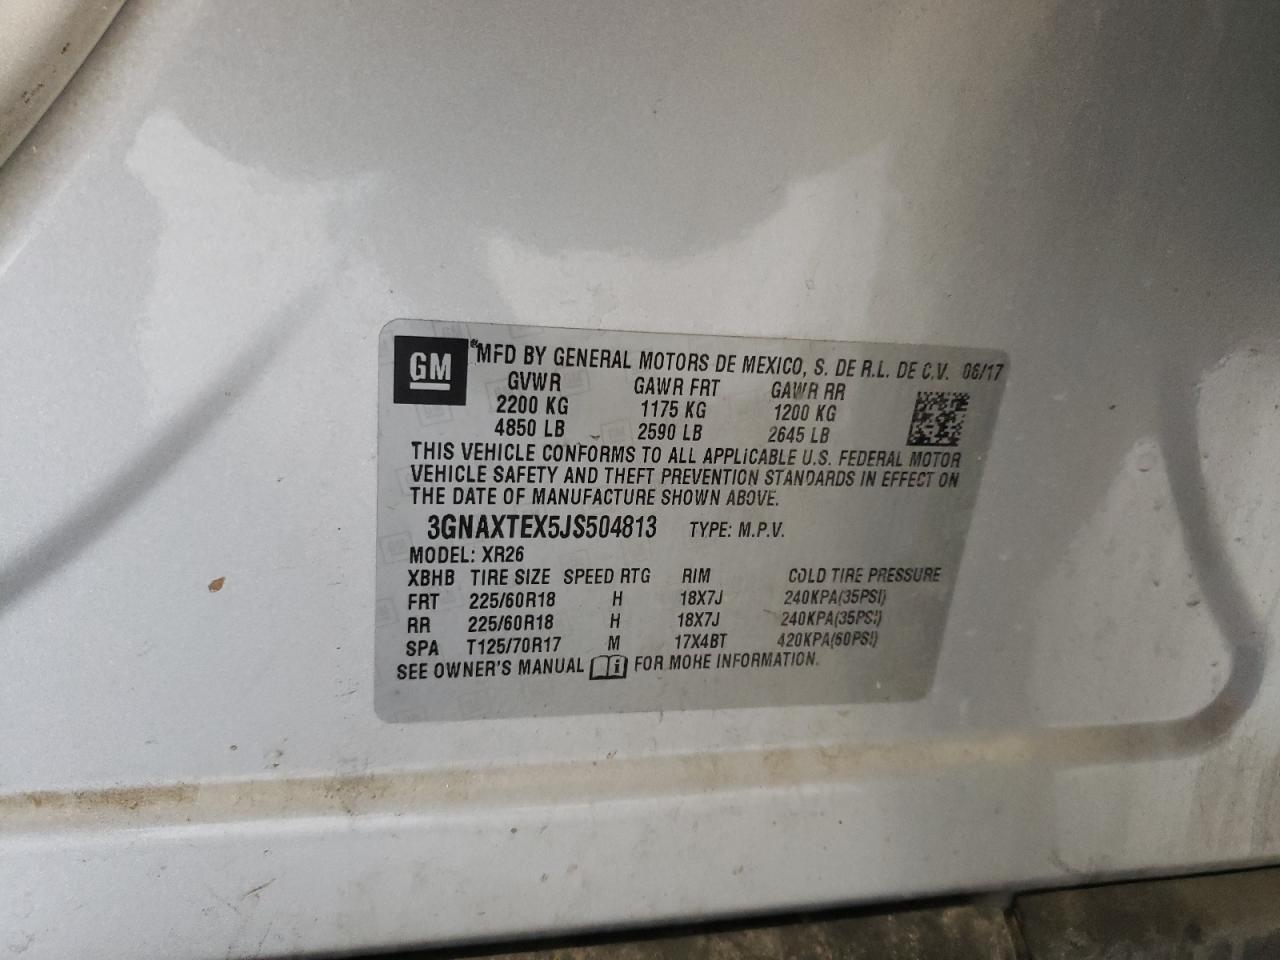 GM MFD BY GENERAL MOTORS DE MEXICO, S. DE R.L. DE C.V. 06/17
GVWR GAWR FRT GAWR RR
2200 KG 1175 KG 1200 KG
4850 LB 2590 LB 2645 LB
THIS VEHICLE CONFORMS TO ALL APPLICABLE U.S. FEDERAL MOTOR
VEHICLE SAFETY AND THEFT PREVENTION STANDARDS IN EFFECT ON
THE DATE OF MANUFACTURE SHOWN ABOVE.
3GNAXTEX5JS504813 TYPE: M.P.V.
MODEL: XR26
XBHB TIRE SIZE SPEED RTG RIM COLD TIRE PRESSURE
FRT 225/60R18 H 18X7J 240KPA(35PSI)
RR 225/60R18 H 18X7J 240KPA(35PSI)
SPA T125/70R17 M 17X4BT 420KPA(60PSI)
SEE OWNER'S MANUAL i FOR MORE INFORMATION.